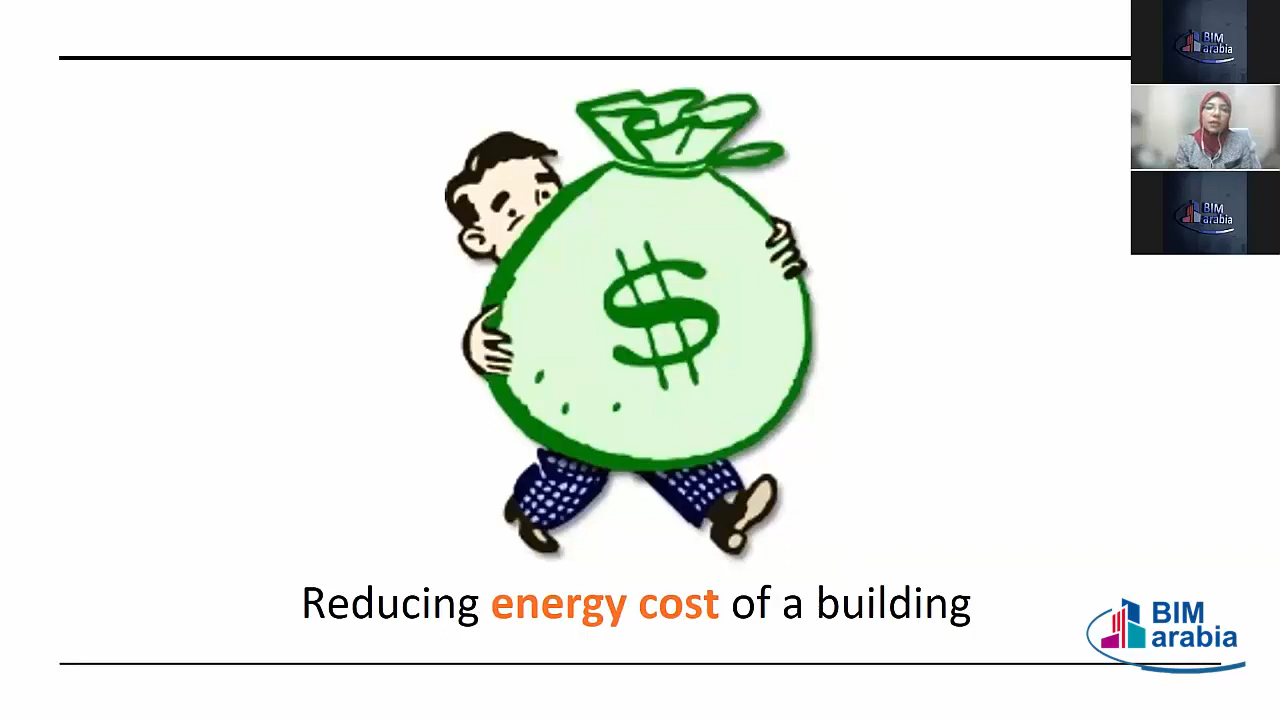 BIM
arabia
$
BIM
arabia
Reducing energy cost of a building
BIM
arabia